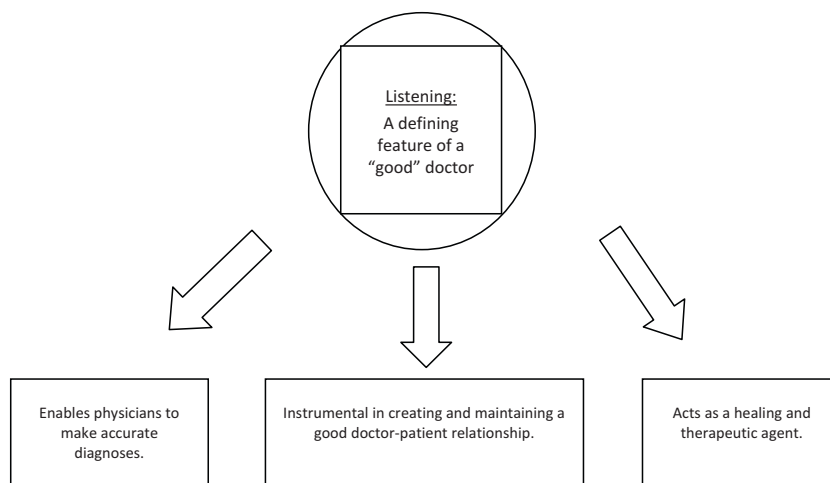 Listening:
A defining
feature of a
“good” doctor
Enables physicians to
make accurate
diagnoses.
Instrumental in creating and maintaining a
good doctor-patient relationship.
Acts as a healing and
therapeutic agent.